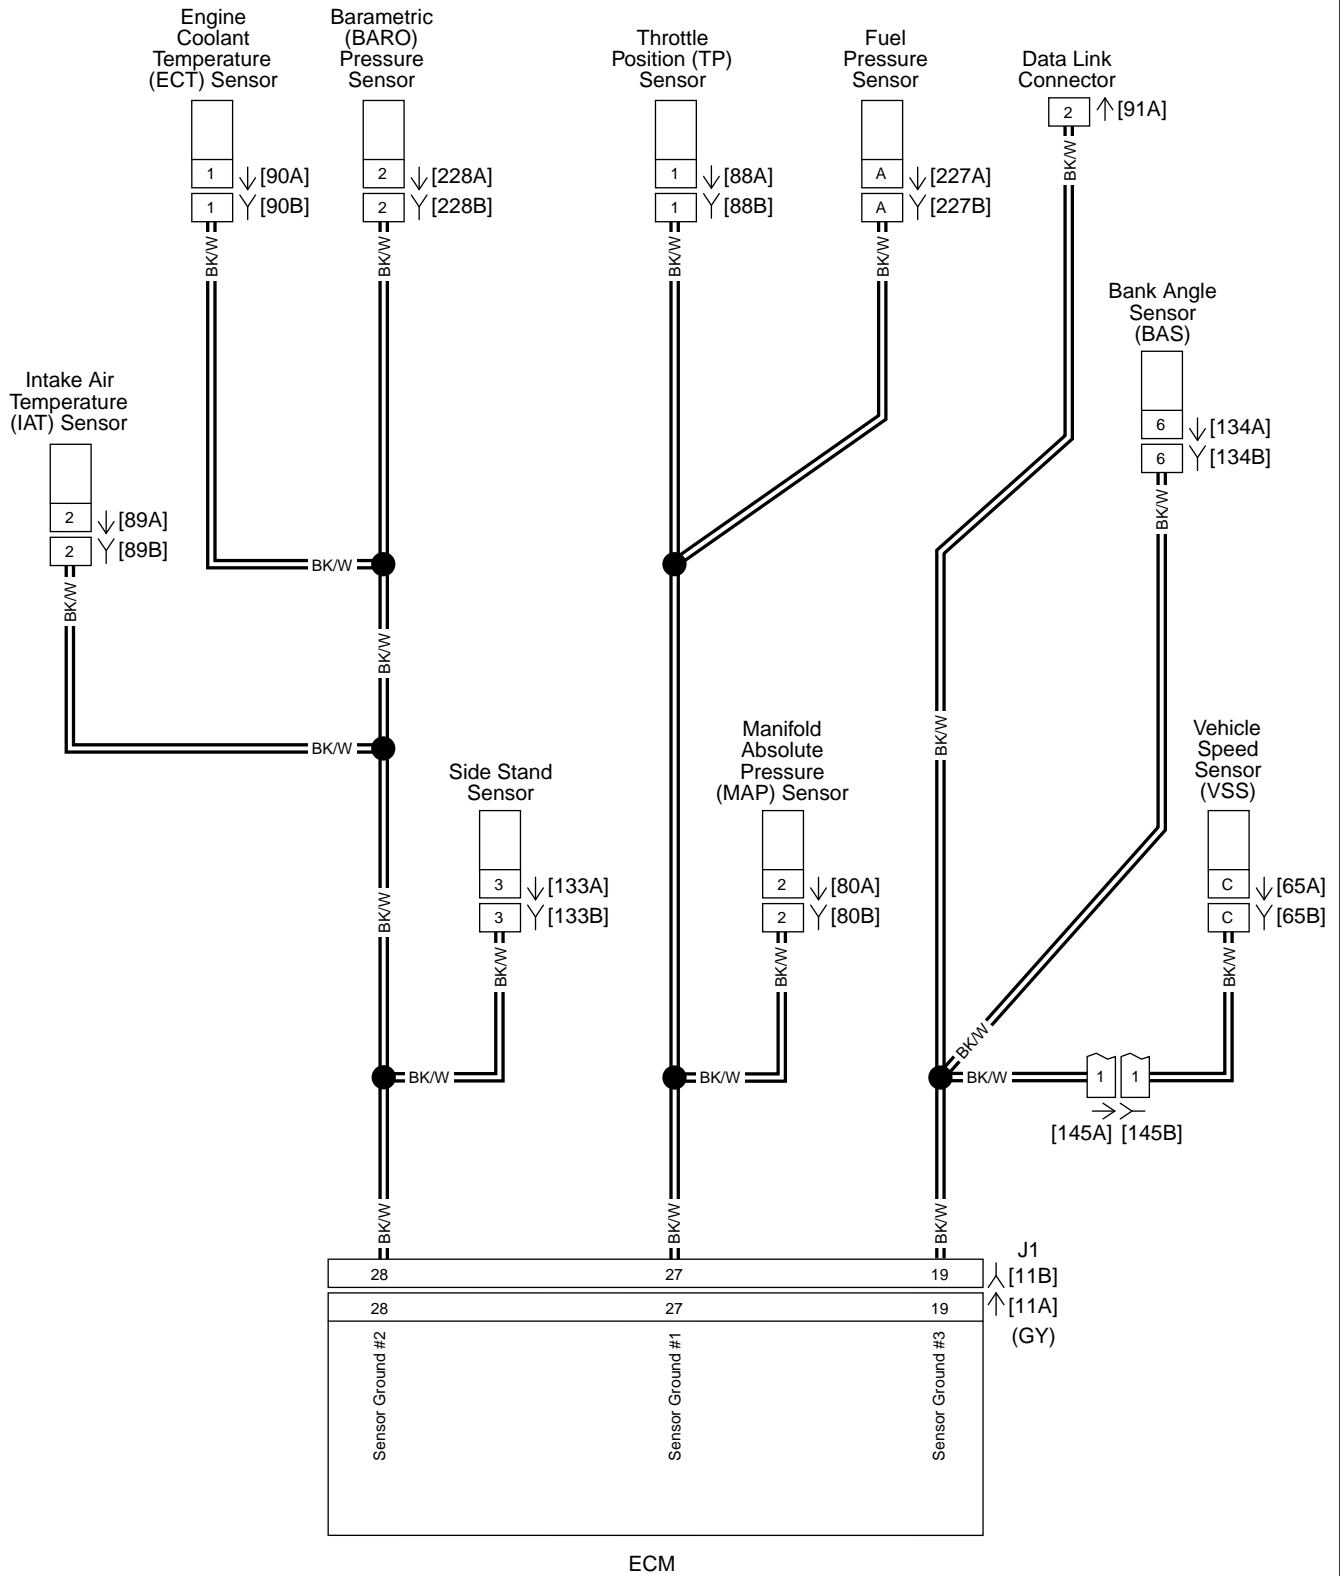 Engine
Coolant
Temperature
(ECT) Sensor
Barametric
(BARO)
Pressure
Sensor
Throttle
Position (TP)
Sensor
Fuel
Pressure
Sensor
Data Link
Connector
2
[91A]
BK/W
1
[90A]
1
[90B]
BK/W
2
[228A]
2
[228B]
BK/W
1
[88A]
1
[88B]
BK/W
A
[227A]
A
[227B]
BK/W
Bank Angle
Sensor
(BAS)
6
[134A]
6
[134B]
BK/W
Intake Air
Temperature
(IAT) Sensor
2
[89A]
2
[89B]
BK/W
BK/W
BK/W
BK/W
BK/W
Side Stand
Sensor
3
[133A]
3
[133B]
BK/W
BK/W
BK/W
Manifold
Absolute
Pressure
(MAP) Sensor
2
[80A]
2
[80B]
BK/W
BK/W
Vehicle
Speed
Sensor
(VSS)
C
[65A]
C
[65B]
BK/W
BK/W
BK/W
1
1
[145A]
[145B]
BK/W
BK/W
BK/W
J1
28
27
19
[11B]
28
27
19
[11A]
(GY)
Sensor Ground #2
Sensor Ground #1
Sensor Ground #3
ECM